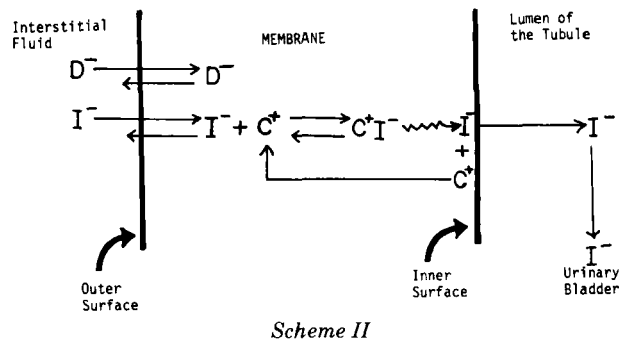 Interstitial
Fluid
MEMBRANE
Lumen of
the Tubule
D⁻ D⁻
I⁻ I⁻ + C⁺ C⁺I⁻ I⁻ I⁻
+
C⁺
I⁻
Outer
Surface
Inner
Surface
Urinary
Bladder
Scheme II